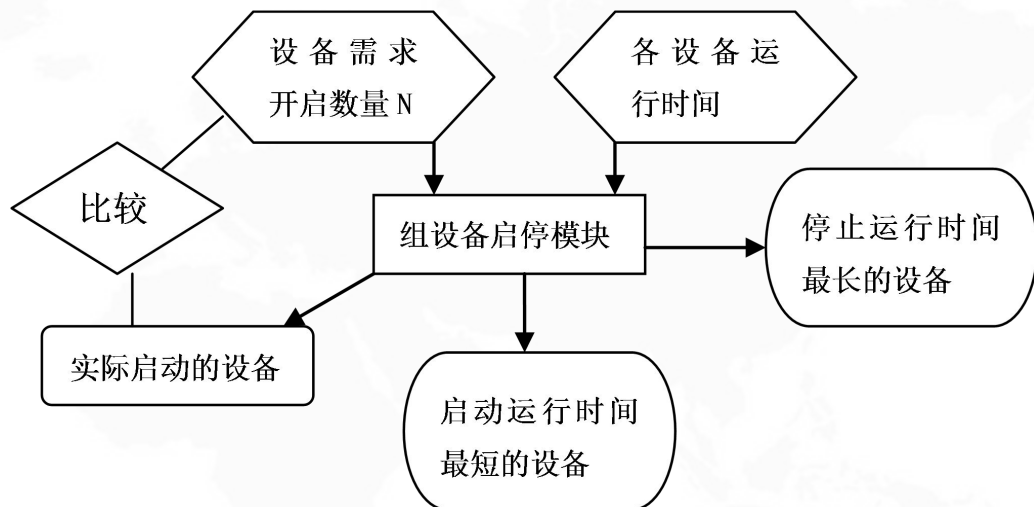 设备需求
开启数量 N
各设备运
行时间
比较
组设备启停模块
停止运行时间
最长的设备
实际启动的设备
启动运行时间
最短的设备